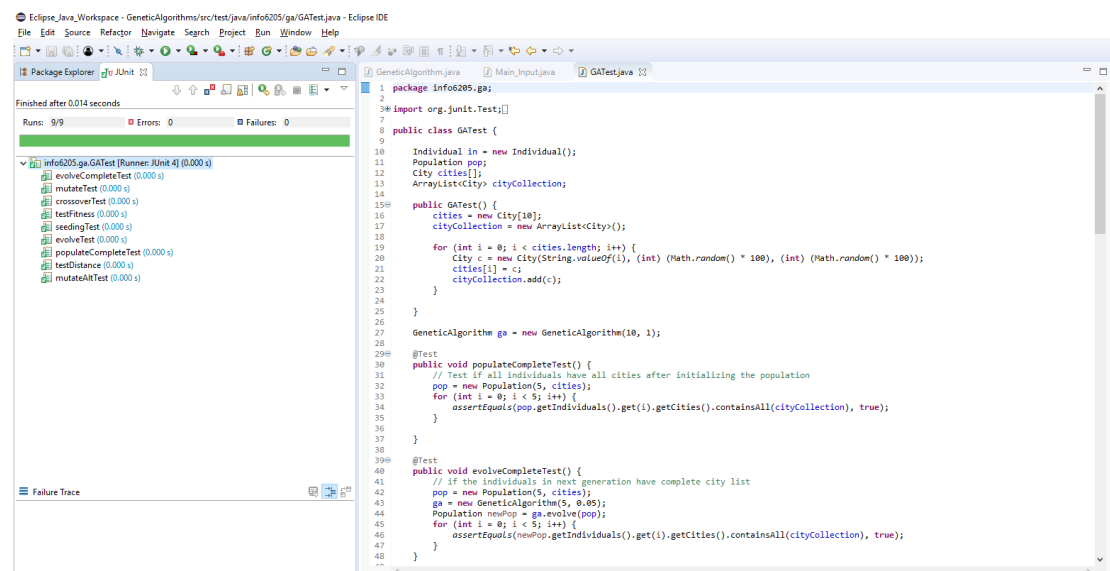 Eclipse_Java_Workspace - GeneticAlgorithms/src/test/java/info6205/ga/GATest.java - Eclipse IDE
File Edit Source Refactor Navigate Search Project Run Window Help
Package Explorer JUnit
Finished after 0.014 seconds
Runs: 9/9 Errors: 0 Failures: 0
info6205.ga.GATest [Runner: JUnit 4] (0.000 s)
evolveCompleteTest (0.000 s)
mutateTest (0.000 s)
crossoverTest (0.000 s)
testFitness (0.000 s)
seedingTest (0.000 s)
evolveTest (0.000 s)
populateCompleteTest (0.000 s)
testDistance (0.000 s)
mutateAltTest (0.000 s)
Failure Trace
GeneticAlgorithm.java Main_Input.java GATest.java
1 package info6205.ga;
2
3 import org.junit.Test;
7
8 public class GATest {
9
10 Individual in = new Individual();
11 Population pop;
12 City cities[];
13 ArrayList<City> cityCollection;
14
15 public GATest() {
16 cities = new City[10];
17 cityCollection = new ArrayList<City>();
18
19 for (int i = 0; i < cities.length; i++) {
20 City c = new City(String.valueOf(i), (int) (Math.random() * 100), (int) (Math.random() * 100));
21 cities[i] = c;
22 cityCollection.add(c);
23 }
24
25 }
26
27 GeneticAlgorithm ga = new GeneticAlgorithm(10, 1);
28
29 @Test
30 public void populateCompleteTest() {
31 // Test if all individuals have all cities after initializing the population
32 pop = new Population(5, cities);
33 for (int i = 0; i < 5; i++) {
34 assertEquals(pop.getIndividuals().get(i).getCities().containsAll(cityCollection), true);
35 }
36
37 }
38
39 @Test
40 public void evolveCompleteTest() {
41 // if the individuals in next generation have complete city list
42 pop = new Population(5, cities);
43 ga = new GeneticAlgorithm(5, 0.05);
44 Population newPop = ga.evolve(pop);
45 for (int i = 0; i < 5; i++) {
46 assertEquals(newPop.getIndividuals().get(i).getCities().containsAll(cityCollection), true);
47 }
48 }